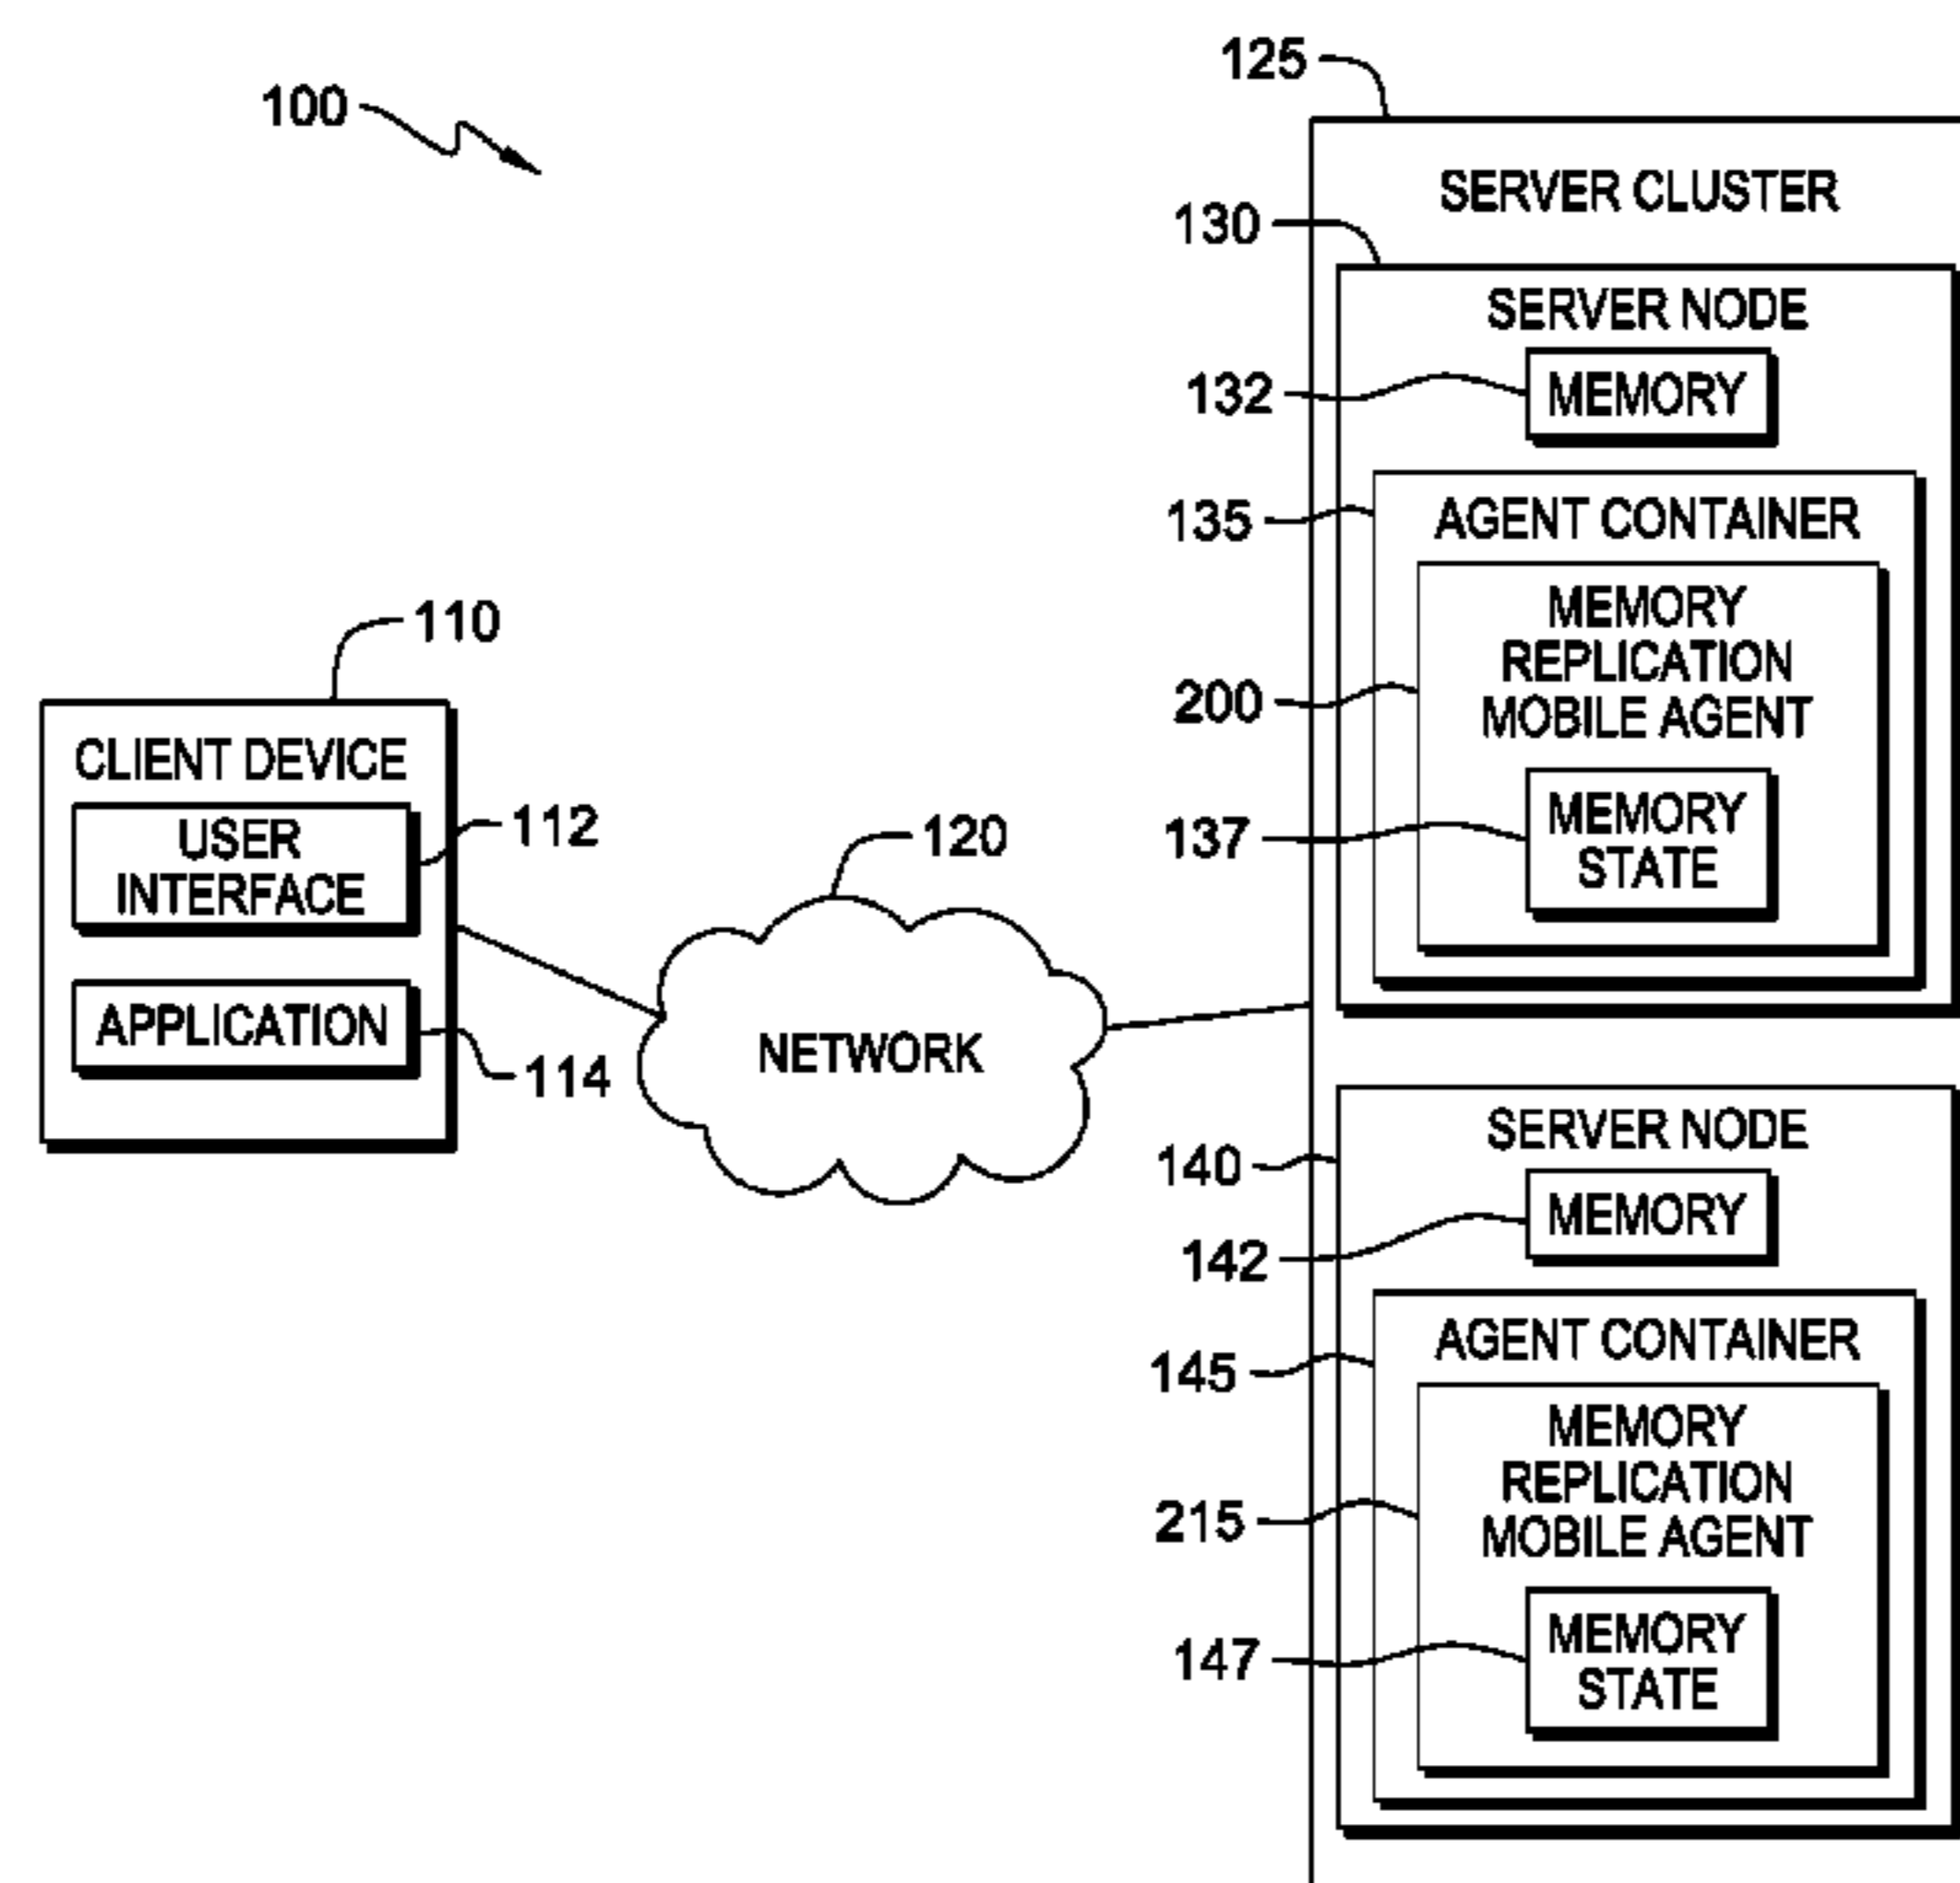 100
110
CLIENT DEVICE
USER
INTERFACE
112
APPLICATION
114
120
NETWORK
125
SERVER CLUSTER
130
SERVER NODE
132
MEMORY
135
AGENT CONTAINER
MEMORY
REPLICATION
200
MOBILE AGENT
137
MEMORY
STATE
SERVER NODE
140
MEMORY
142
AGENT CONTAINER
145
MEMORY
REPLICATION
215
MOBILE AGENT
147
MEMORY
STATE